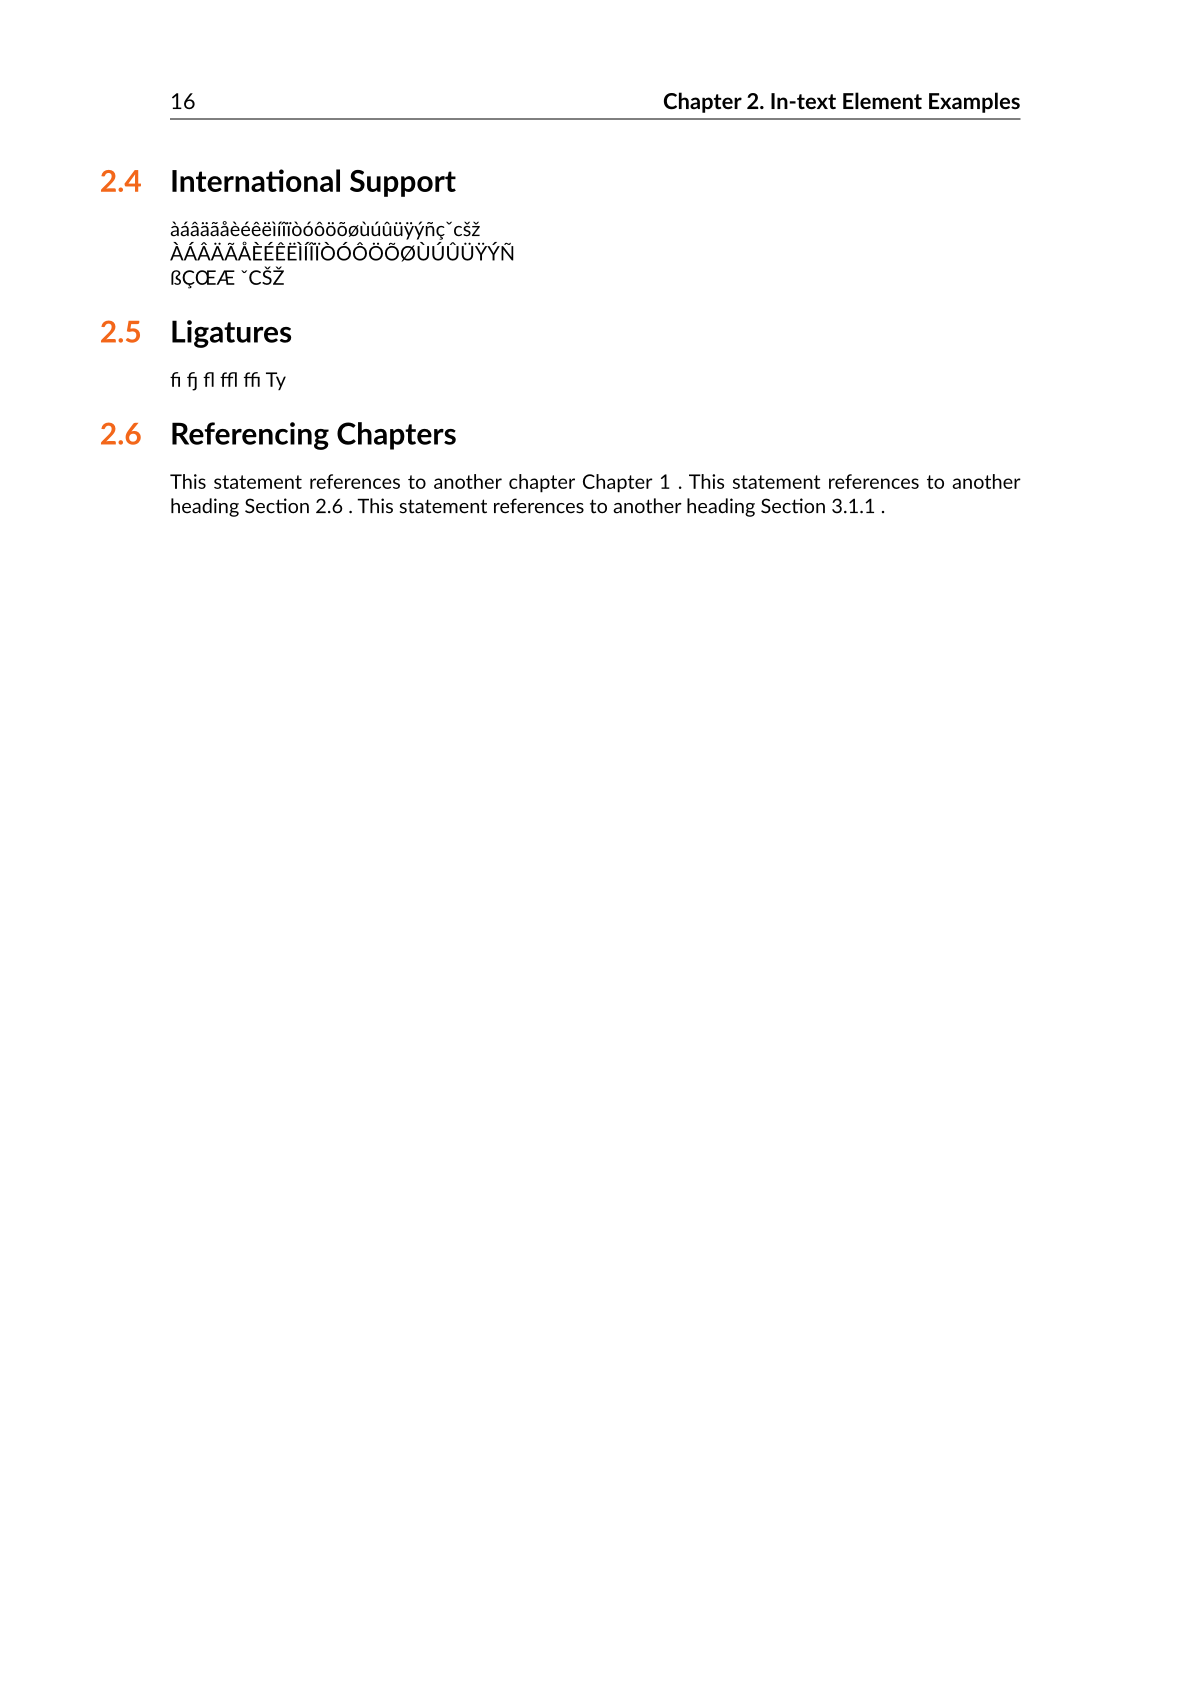 16 Chapter 2. In-text Element Examples
2.4 International Support
àáâäãåèéêëìíîïòóôöõøùúûüÿýñçˇcšž
ÀÁÂÄÃÅÈÉÊËÌÍÎÏÒÓÔÖÕØÙÚÛÜŸÝÑ
ßÇŒÆ ˇCŠŽ
2.5 Ligatures
fi fj fl ffl ffi Ty
2.6 Referencing Chapters
This statement references to another chapter Chapter 1 . This statement references to another
heading Section 2.6 . This statement references to another heading Section 3.1.1 .